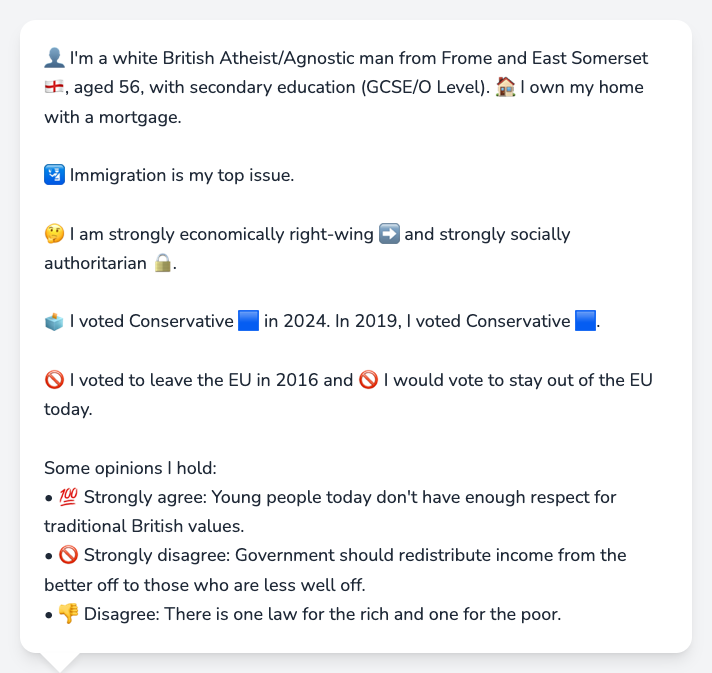 👤 I'm a white British Atheist/Agnostic man from Frome and East Somerset
🏴󠁧󠁢󠁥󠁮󠁧󠁿, aged 56, with secondary education (GCSE/O Level). 🏠 I own my home
with a mortgage.
🛂 Immigration is my top issue.
🤔 I am strongly economically right-wing ➡️ and strongly socially
authoritarian 🔒.
🗳️ I voted Conservative 🟦 in 2024. In 2019, I voted Conservative 🟦.
🚫 I voted to leave the EU in 2016 and 🚫 I would vote to stay out of the EU
today.
Some opinions I hold:
• 💯 Strongly agree: Young people today don't have enough respect for
traditional British values.
• 🚫 Strongly disagree: Government should redistribute income from the
better off to those who are less well off.
• 👎 Disagree: There is one law for the rich and one for the poor.